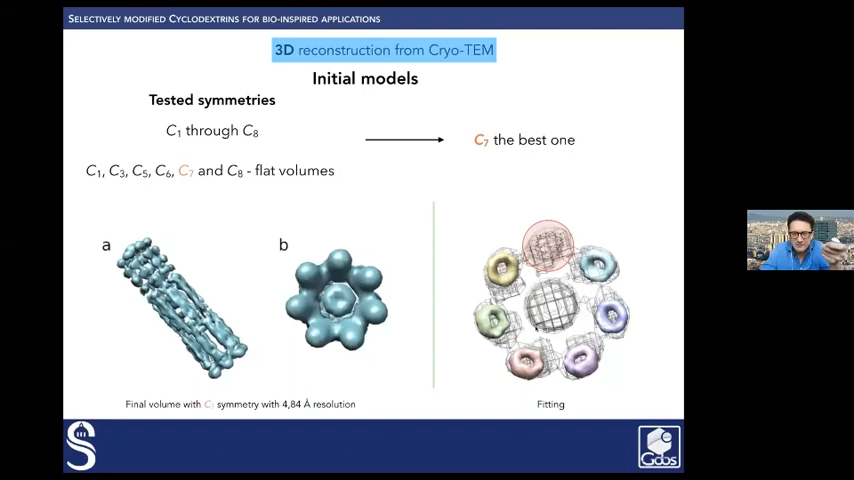 SELECTIVELY MODIFIED CYCLODEXTRINS FOR BIO-INSPIRED APPLICATIONS
3D reconstruction from Cryo-TEM
Initial models
Tested symmetries
C1 through C8
C7 the best one
C1, C3, C5, C6, C7 and C8 - flat volumes
a
b
Final volume with C7 symmetry with 4,84 Å resolution
Fitting
S